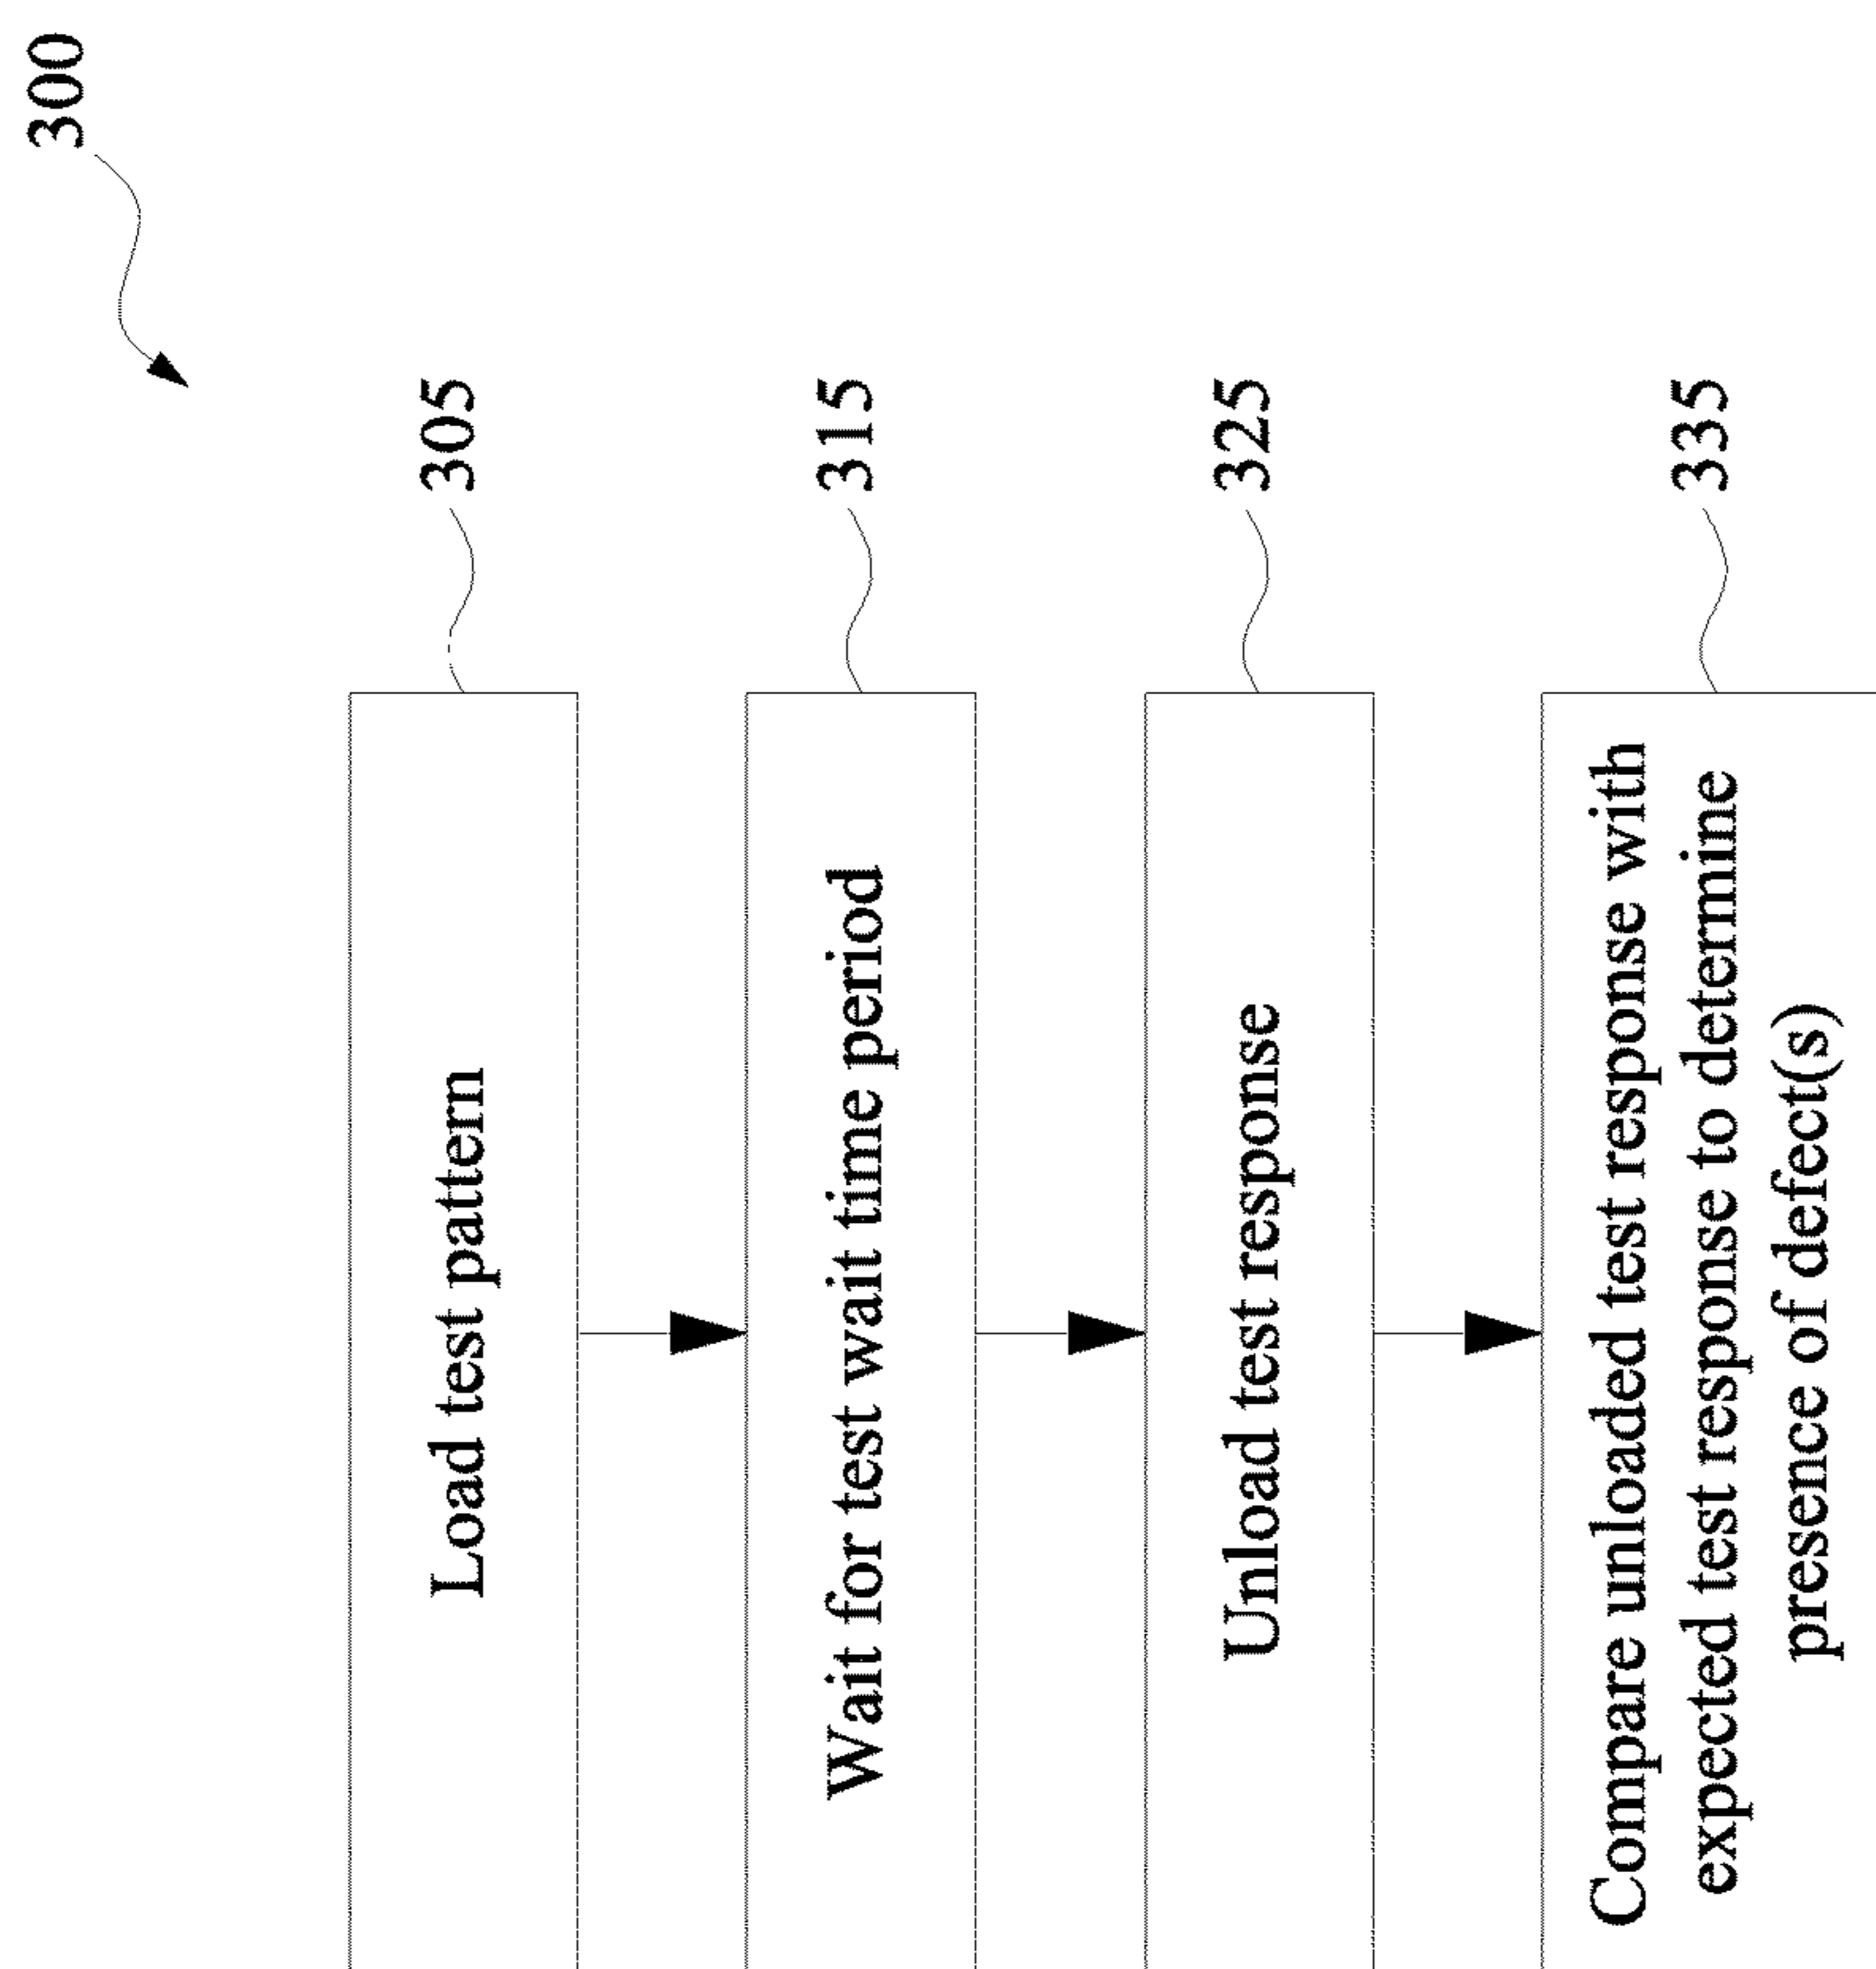 300
305
Load test pattern
315
Wait for test wait time period
325
Unload test response
335
Compare unloaded test response with
expected test response to determine
presence of defect(s)